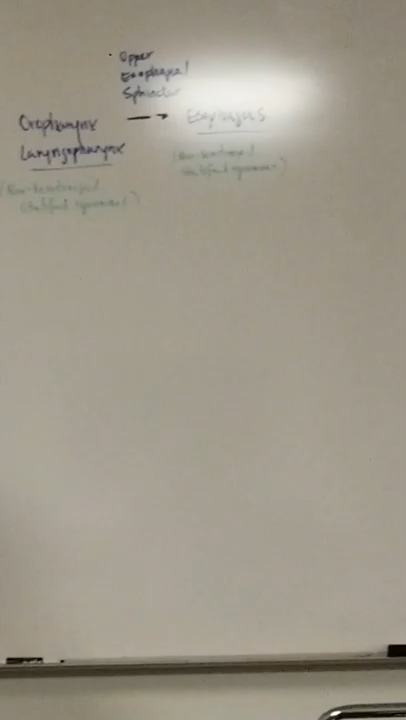 Upper
Esophageal
Sphincter
Oropharynx → Esophagus
Laryngopharynx
(Non-keratinized
stratified squamous)
(Non-keratinized
stratified squamous)